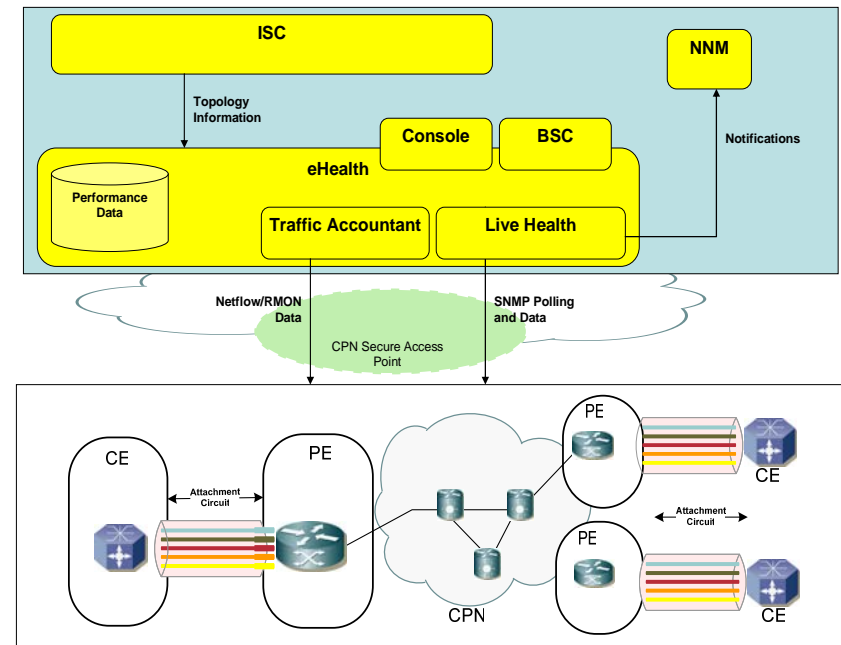 ISC
NNM
Topology
Information
Console
BSC
Notifications
eHealth
Performance
Data
Traffic Accountant
Live Health
Netflow/RMON
Data
SNMP Polling
and Data
CPN Secure Access
Point
CE
PE
Attachment
Circuit
CPN
PE
CE
Attachment
Circuit
PE
CE